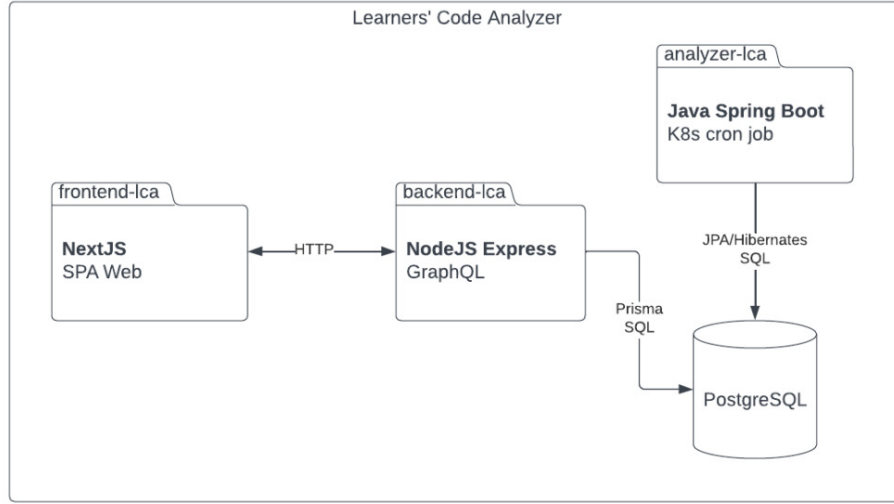 Learners' Code Analyzer
analyzer-lca
Java Spring Boot
K8s cron job
frontend-lca
NextJS
SPA Web
HTTP
backend-lca
NodeJS Express
GraphQL
JPA/Hibernates
SQL
Prisma
SQL
PostgreSQL